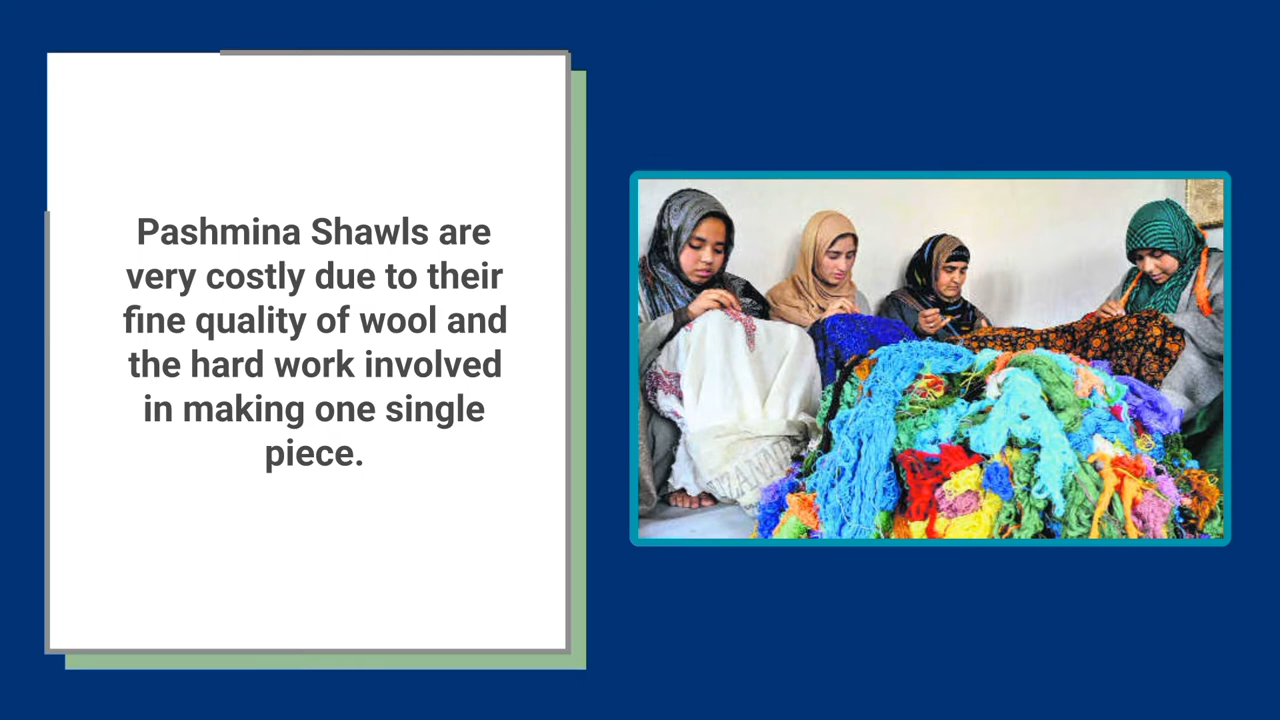 Pashmina Shawls are
very costly due to their
fine quality of wool and
the hard work involved
in making one single
piece.